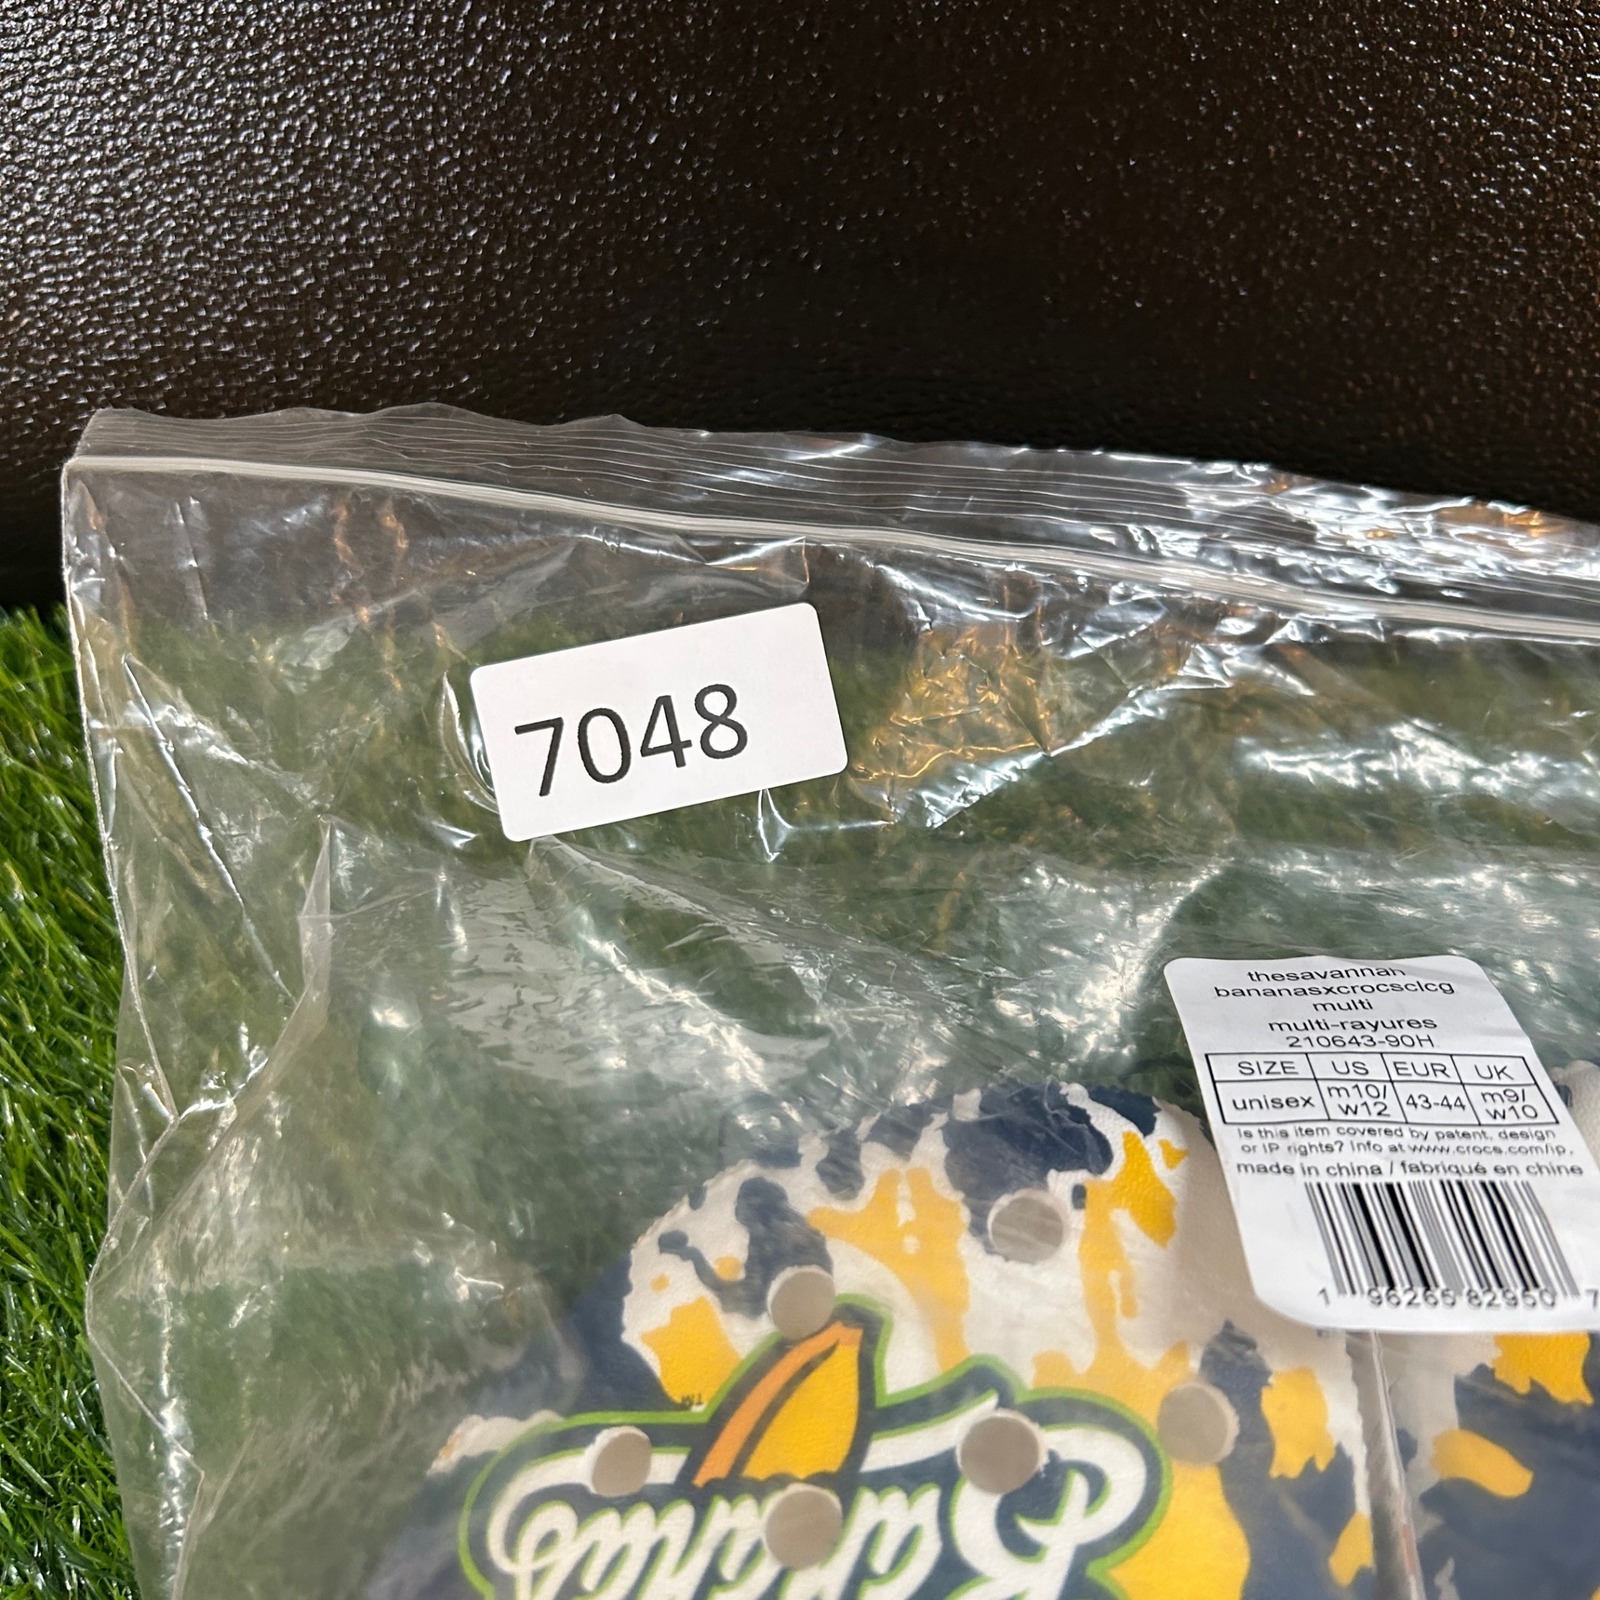 7048
thesavannah
bananasxcrocsclcg
multi
multi-rayures
210643-90H
SIZE US EUR UK
unisex m10/ w12 43-44 m9/ w10
Is this item covered by patent, design
or IP rights? Info at www.crocs.com/ip.
made in china / fabriqué en chine
1 96265 82950 7
TM
Bananas